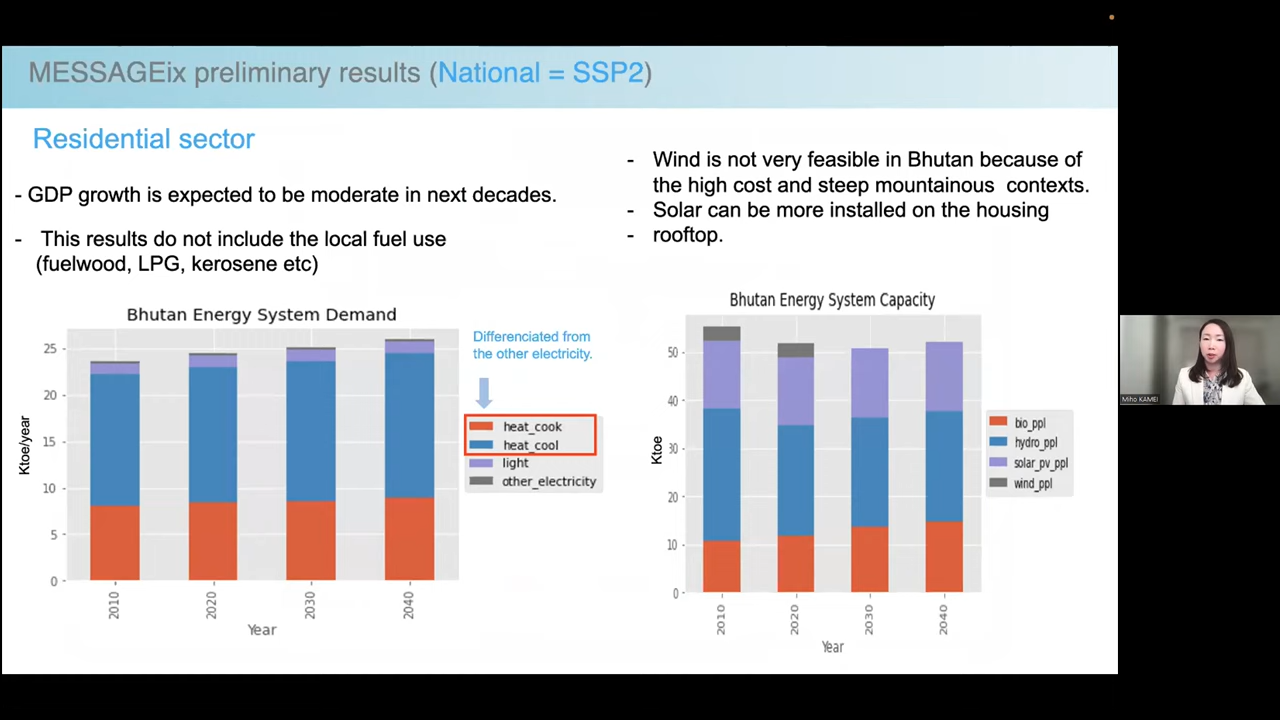 MESSAGEix preliminary results (National = SSP2)
Residential sector
- GDP growth is expected to be moderate in next decades.
- This results do not include the local fuel use
(fuelwood, LPG, kerosene etc)
- Wind is not very feasible in Bhutan because of
the high cost and steep mountainous contexts.
- Solar can be more installed on the housing
- rooftop.
Bhutan Energy System Demand
Ktoe/year
25
20
15
10
5
0
2010
2020
2030
2040
Year
Differenciated from
the other electricity.
heat_cook
heat_cool
light
other_electricity
Bhutan Energy System Capacity
Ktoe
50
40
30
20
10
0
2010
2020
2030
2040
Year
bio_ppl
hydro_ppl
solar_pv_ppl
wind_ppl
Miho KAMEI